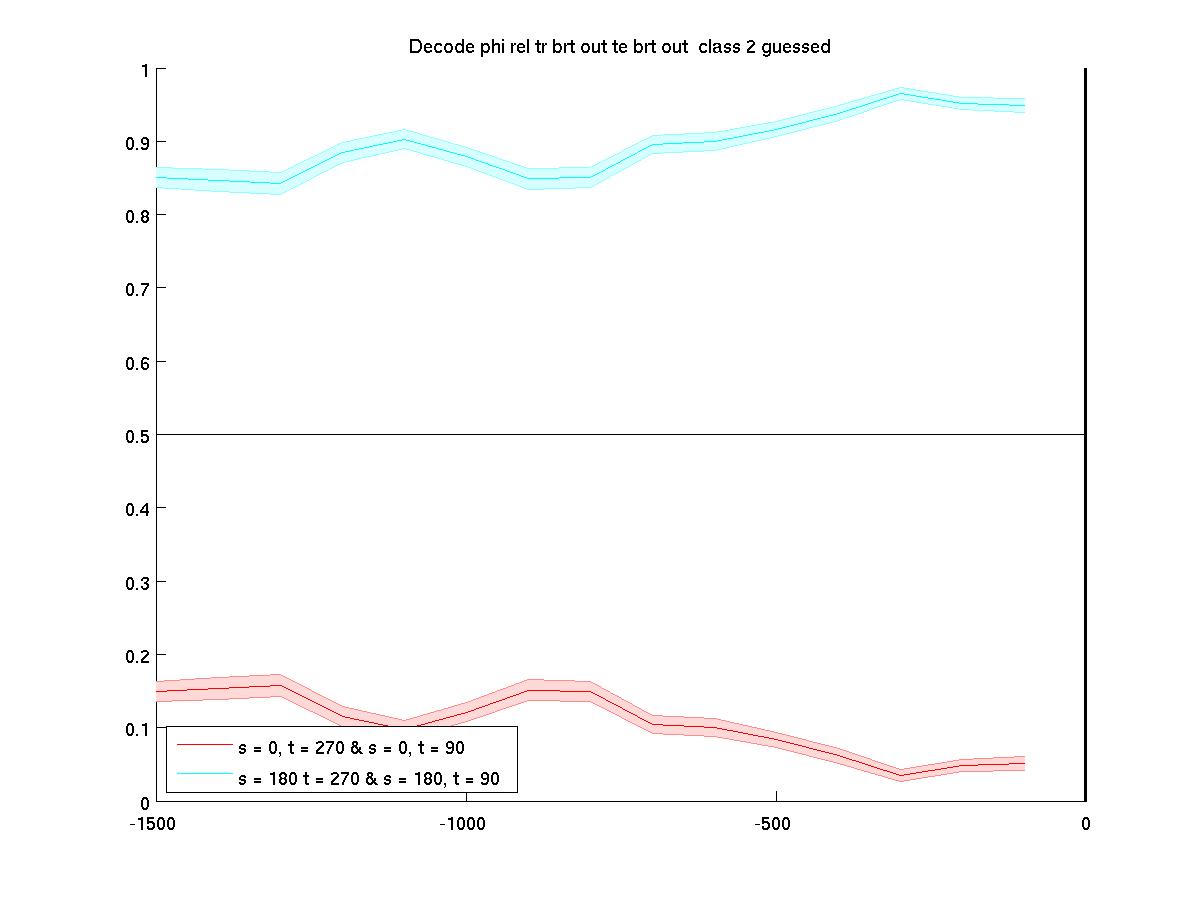 Decode phi rel tr brt out te brt out  class 2 guessed
1
0.9
0.8
0.7
0.6
0.5
0.4
0.3
0.2
0.1
0
s = 0, t = 270 & s = 0, t = 90
s = 180 t = 270 & s = 180, t = 90
-1500 -1000 -500 0